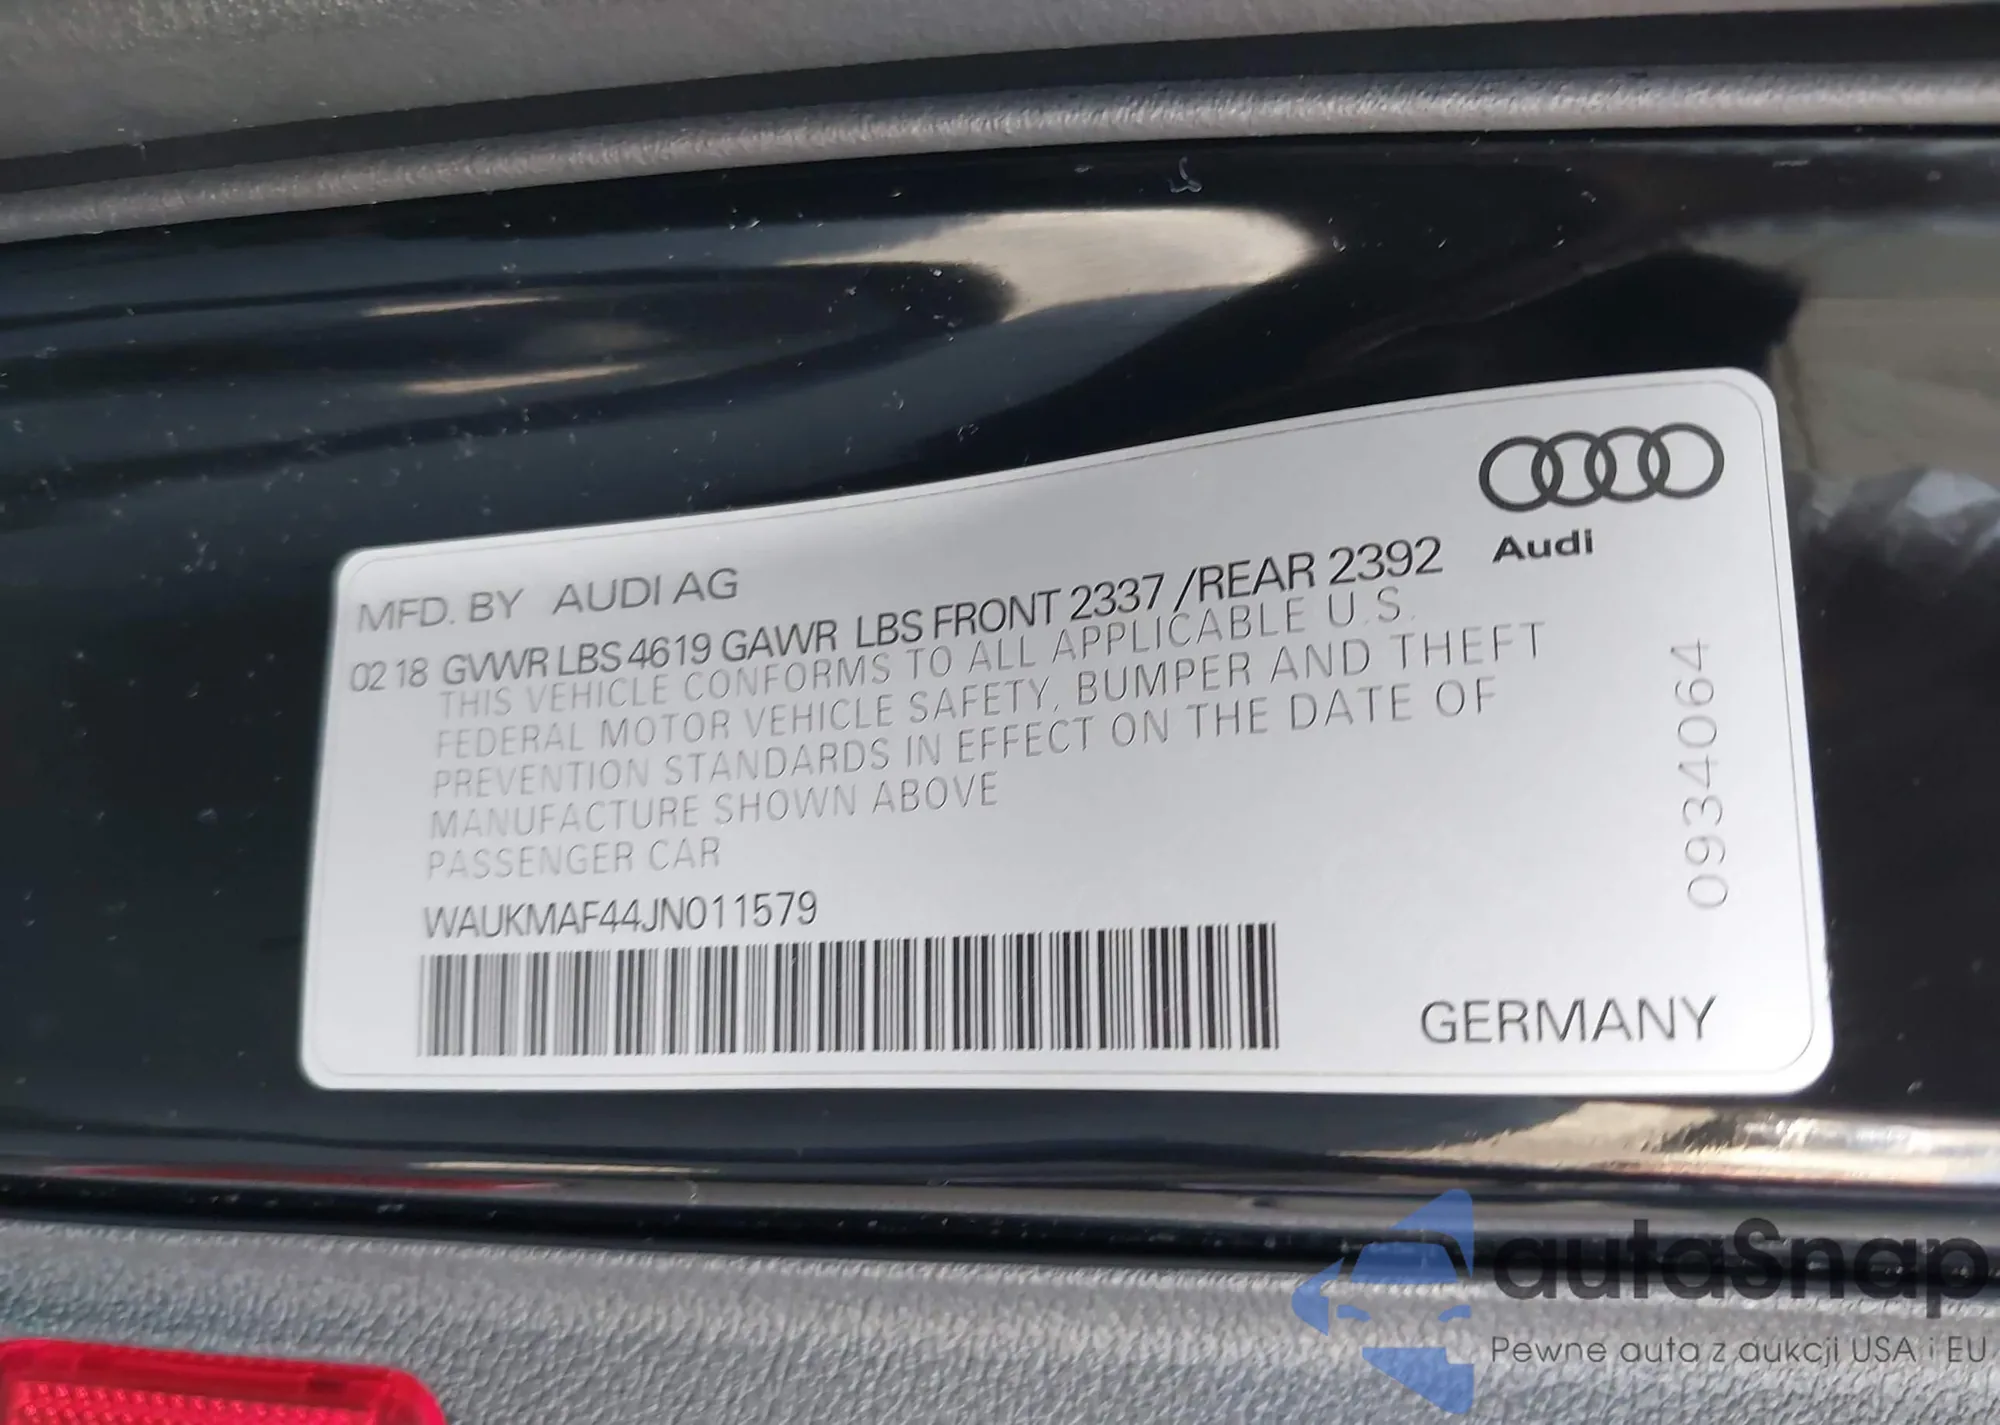 MFD. BY AUDI AG
02 18 GVWR LBS 4619 GAWR LBS FRONT 2337 /REAR 2392
THIS VEHICLE CONFORMS TO ALL APPLICABLE U.S.
FEDERAL MOTOR VEHICLE SAFETY, BUMPER AND THEFT
PREVENTION STANDARDS IN EFFECT ON THE DATE OF
MANUFACTURE SHOWN ABOVE
PASSENGER CAR
WAUKMAF44JN011579
Audi
0934064
GERMANY
autaSnap
Pewne auta z aukcji USA i EU